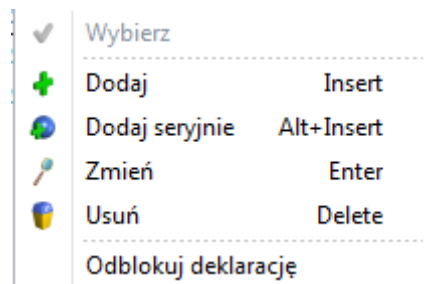 Wybierz
Dodaj Insert
Dodaj seryjnie Alt+Insert
Zmień Enter
Usuń Delete
Odblokuj deklarację